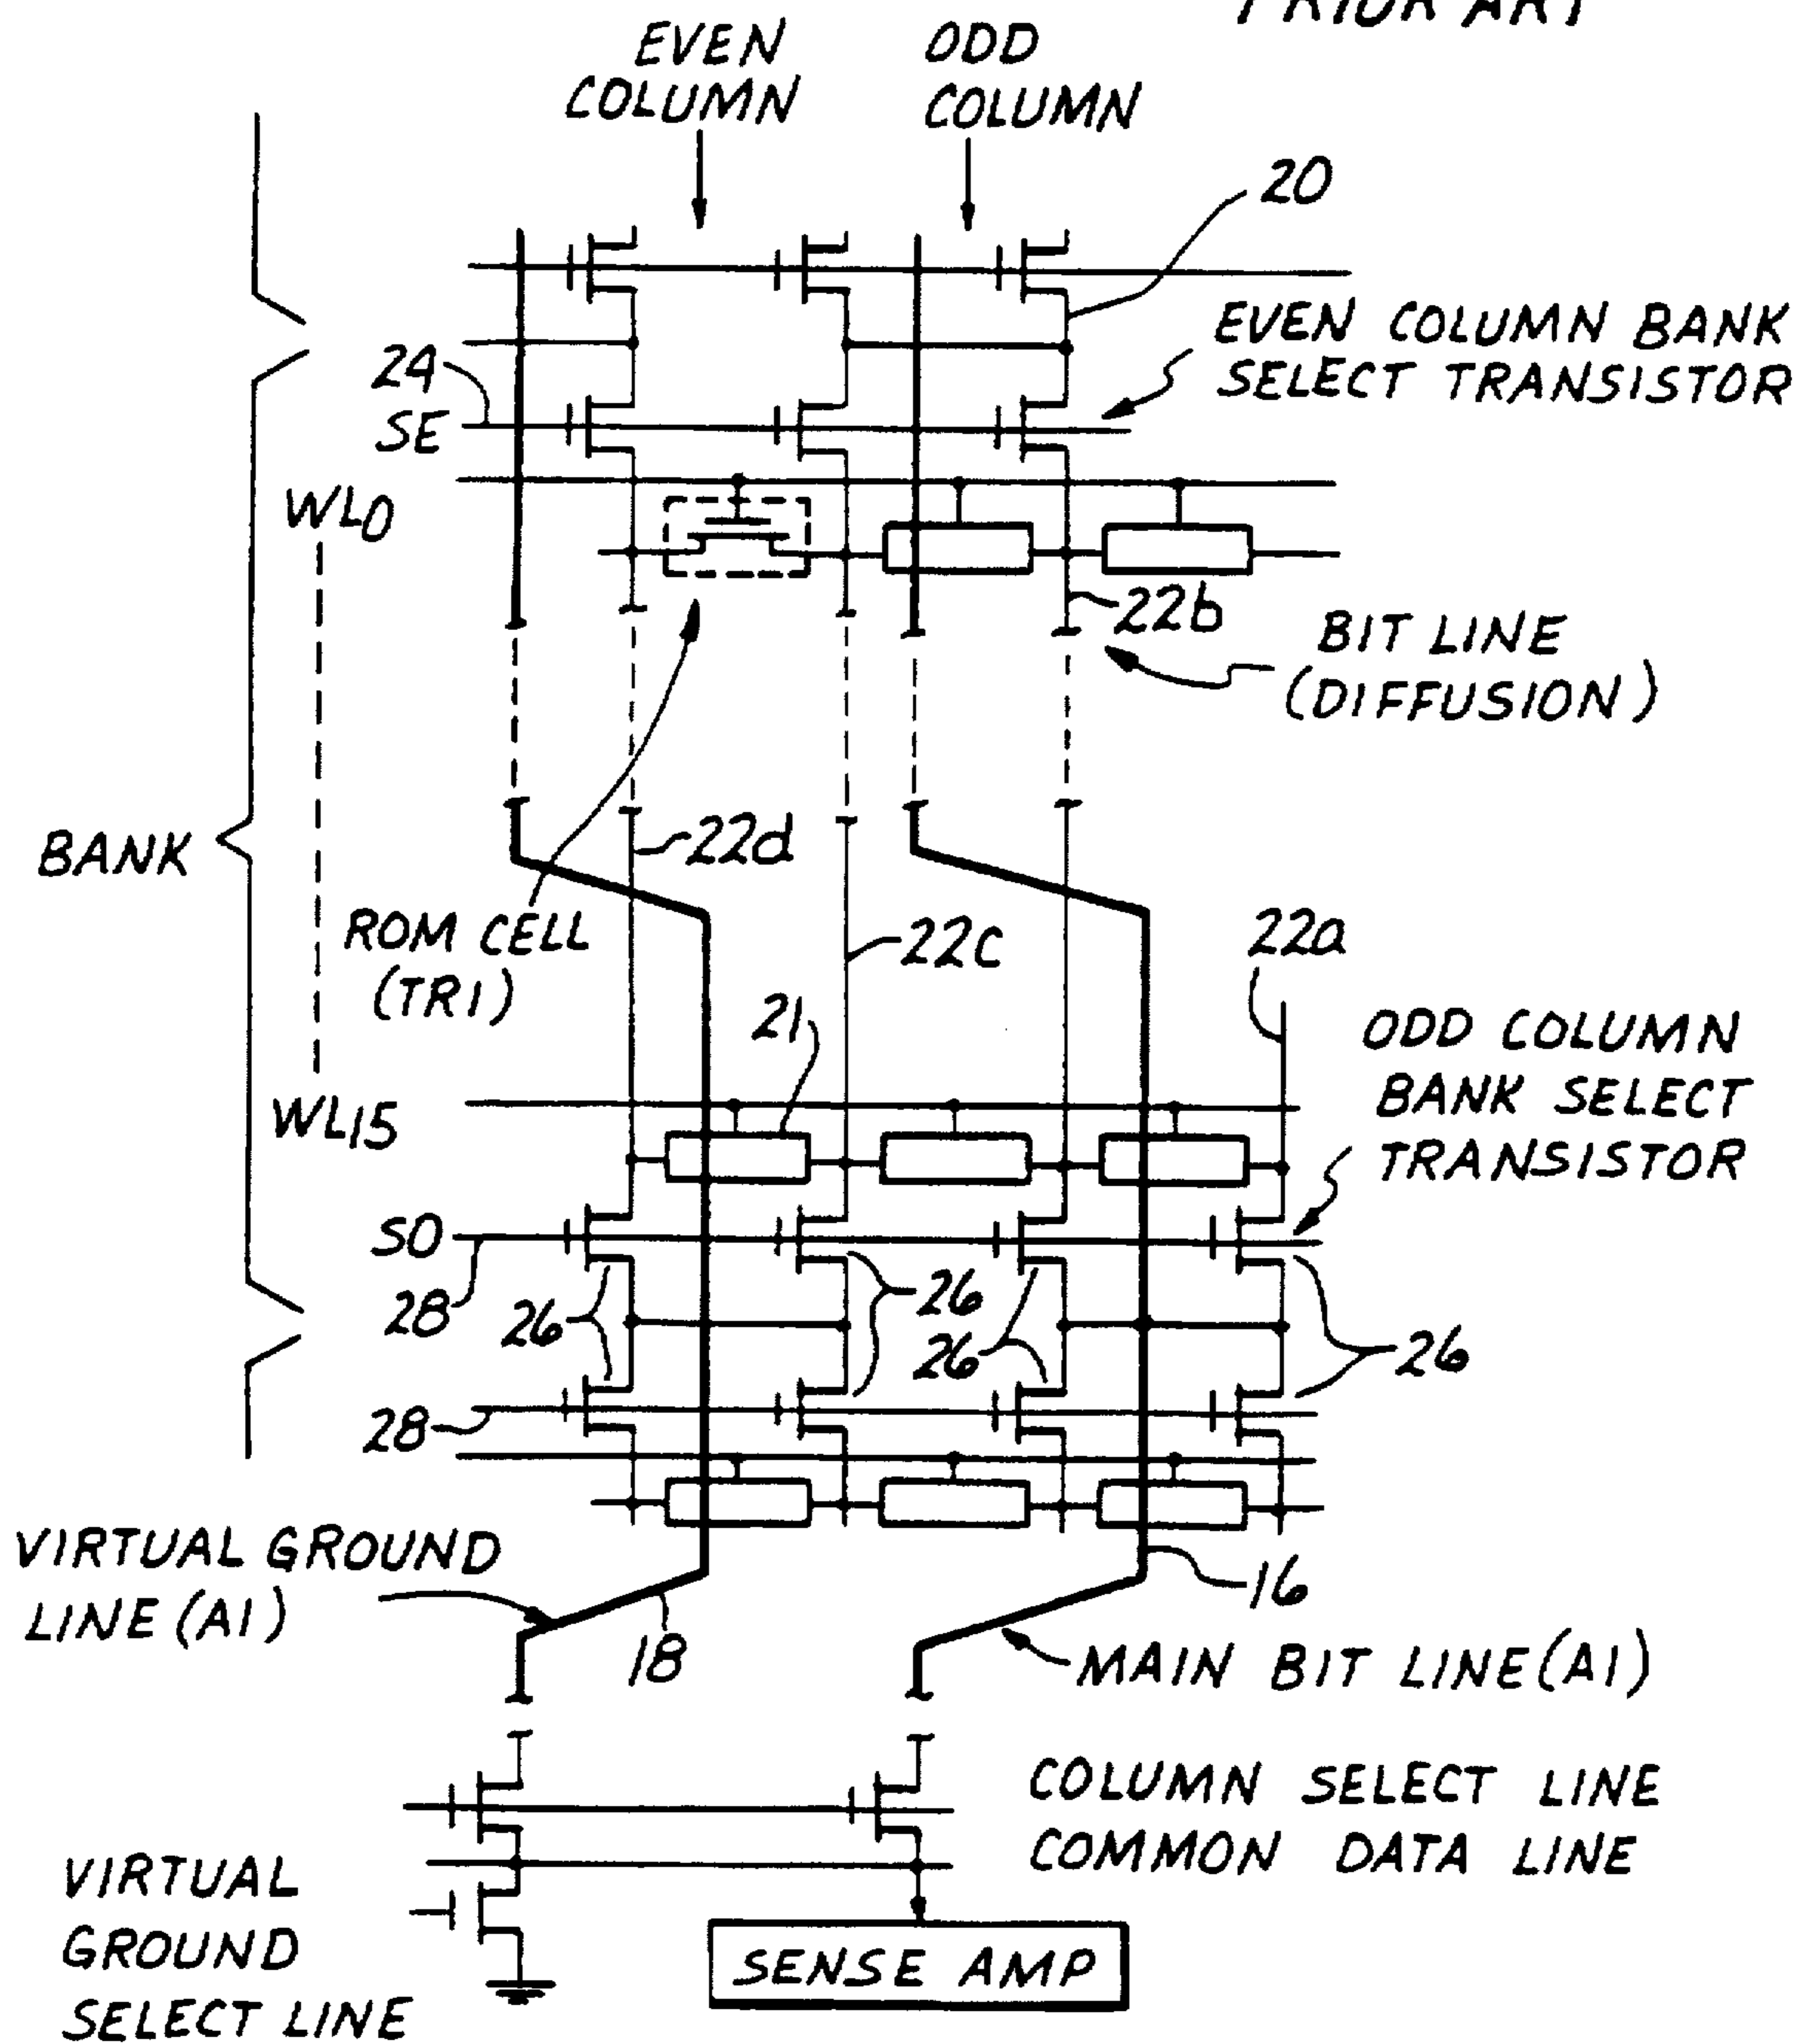 PRIOR ART
EVEN
COLUMN
ODD
COLUMN
20
EVEN COLUMN BANK
SELECT TRANSISTOR
24
SE
WL0
22b
BIT LINE
(DIFFUSION)
BANK
22d
ROM CELL
(TR1)
22c
22a
21
ODD COLUMN
BANK SELECT
TRANSISTOR
WL15
SO
28
26
26
26
26
28
VIRTUAL GROUND
LINE (A1)
18
16
MAIN BIT LINE (A1)
COLUMN SELECT LINE
COMMON DATA LINE
VIRTUAL
GROUND
SELECT LINE
SENSE AMP